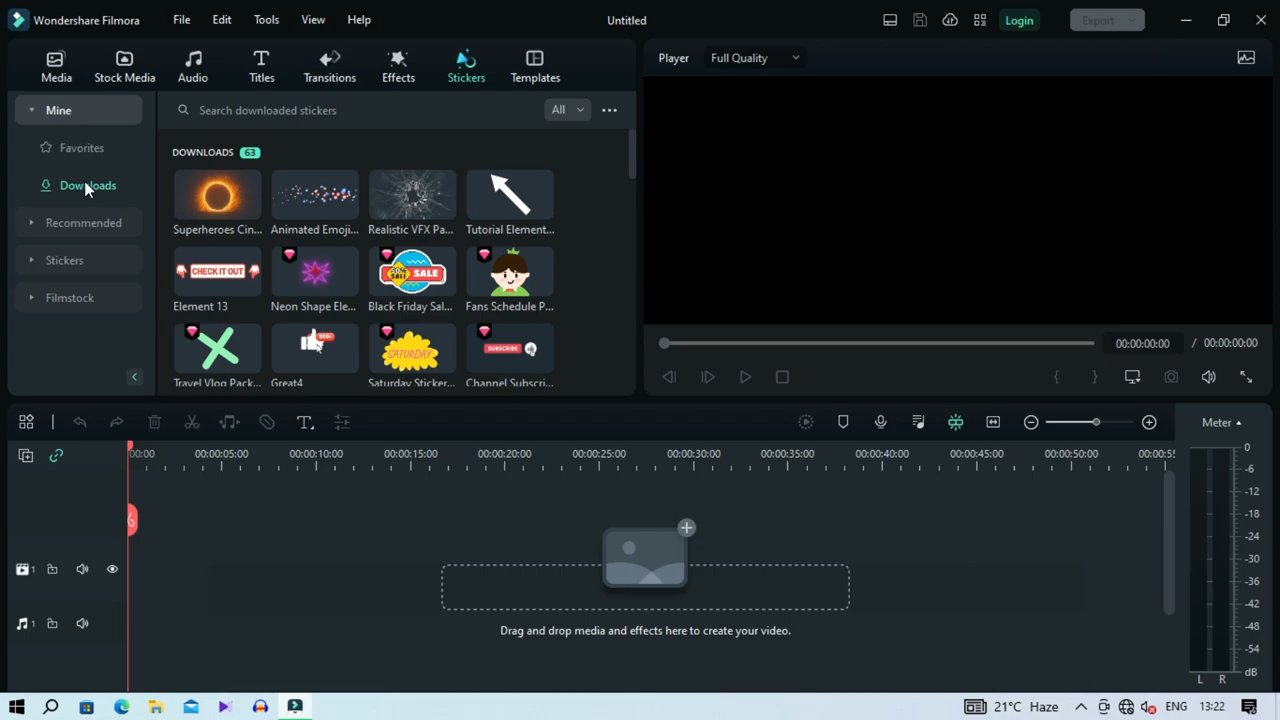 Wondershare Filmora File Edit Tools View Help Untitled Login Export
Media Stock Media Audio Titles Transitions Effects Stickers Templates
Player Full Quality
Mine
Search downloaded stickers All
Favorites
Downloads
Recommended
Stickers
Filmstock
DOWNLOADS 63
Superheroes Cin... Animated Emoji... Realistic VFX Pa... Tutorial Element...
CHECK IT OUT SALE
Element 13 Neon Shape Ele... Black Friday Sal... Fans Schedule P...
999+ SATURDAY SUBSCRIBE
Travel Vlog Pack... Great4 Saturday Sticker... Channel Subscri...
00:00:00:00 / 00:00:00:00
Meter
00:00 00:00:05:00 00:00:10:00 00:00:15:00 00:00:20:00 00:00:25:00 00:00:30:00 00:00:35:00 00:00:40:00 00:00:45:00 00:00:50:00 00:00:55
0
-6
-12
-18
-24
-30
-36
-42
-48
-54
dB
L R
1
1
Drag and drop media and effects here to create your video.
21°C Haze ENG 13:22